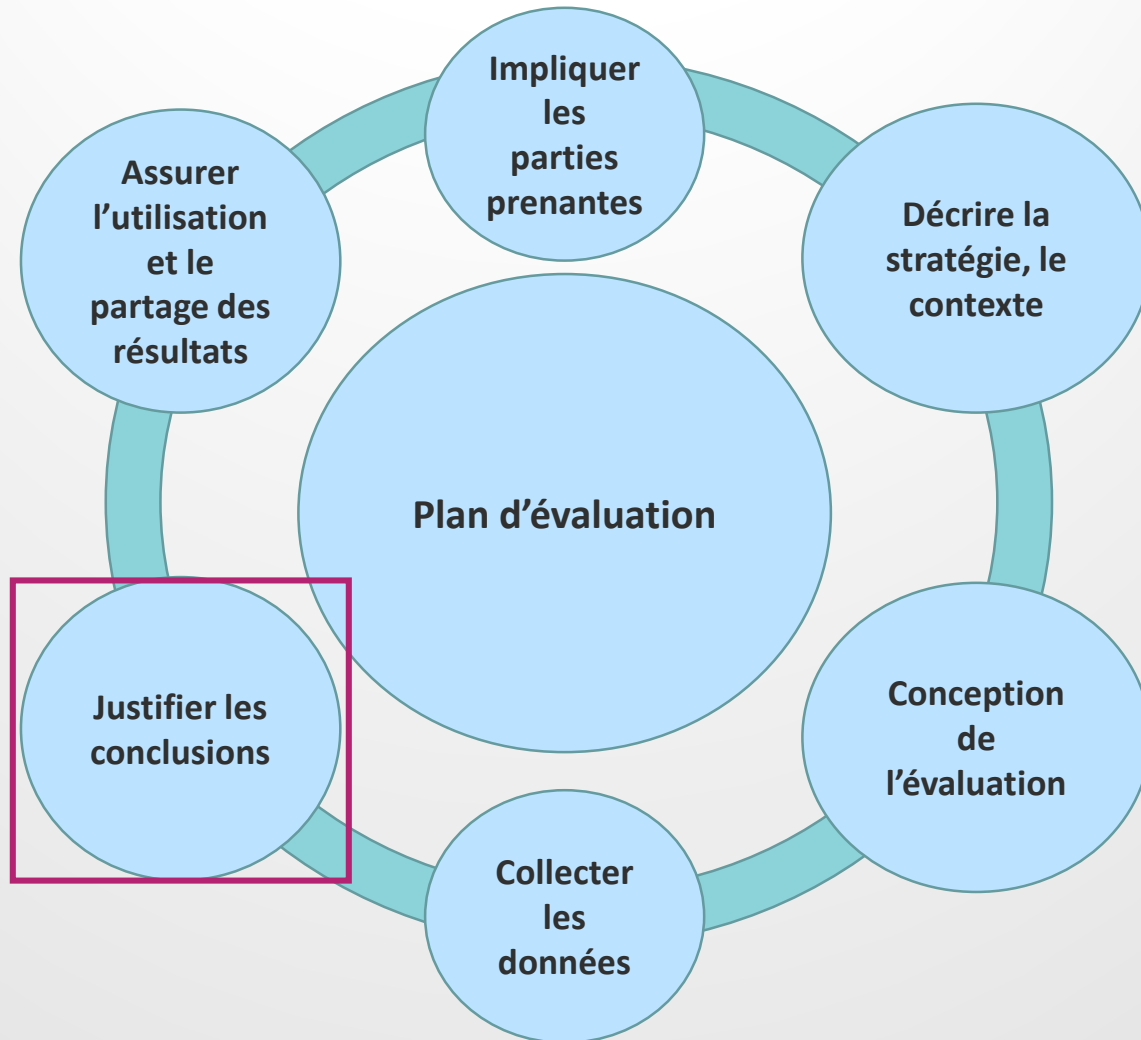 Impliquer
les
parties
prenantes
Décrire la
stratégie, le
contexte
Conception
de
l’évaluation
Collecter
les
données
Justifier les
conclusions
Assurer
l’utilisation
et le
partage des
résultats
Plan d’évaluation